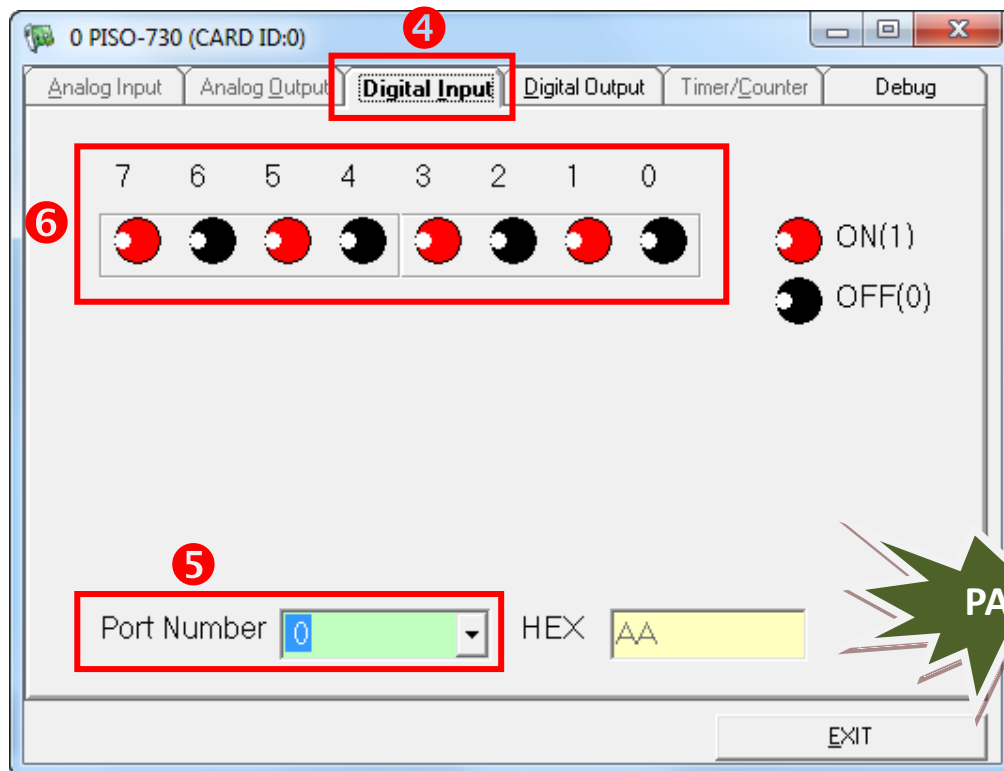 0 PISO-730 (CARD ID:0)
4
Analog Input Analog Output Digital Input Digital Output Timer/Counter Debug
6
7 6 5 4 3 2 1 0
ON(1)
OFF(0)
5
Port Number 0 HEX AA
PA
EXIT